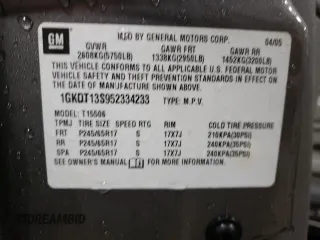 GM
MFD BY GENERAL MOTORS CORP. 04/05
GVWR GAWR FRT GAWR RR
2608KG(5750LB) 1338KG(2950LB) 1452KG(3200LB)
THIS VEHICLE CONFORMS TO ALL APPLICABLE U.S. FEDERAL
MOTOR VEHICLE SAFETY AND THEFT PREVENTION STANDARDS IN EFFECT ON
THE DATE OF MANUFACTURE SHOWN ABOVE.
1GKDT13S952334233 TYPE: M.P.V.
MODEL: T15506
TPMJ TIRE SIZE SPEED RTG RIM COLD TIRE PRESSURE
FRT P245/65R17 S 17X7J 210KPA(30PSI)
RR P245/65R17 S 17X7J 240KPA(35PSI)
SPA P245/65R17 S 17X7J 240KPA(35PSI)
SEE OWNER'S MANUAL FOR MORE INFORMATION.
STREAMBID